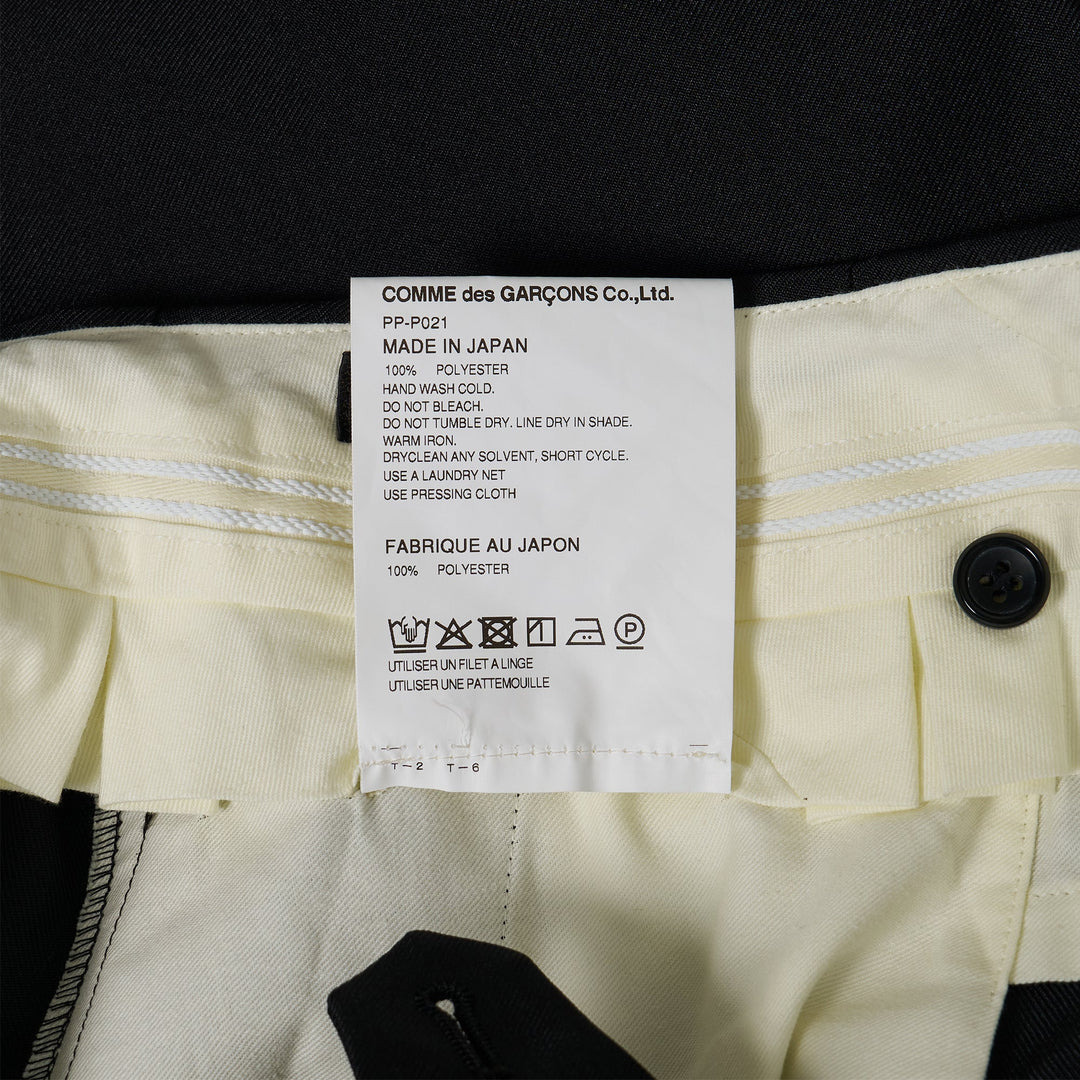 COMME des GARÇONS Co.,Ltd.
PP-P021
MADE IN JAPAN
100% POLYESTER
HAND WASH COLD.
DO NOT BLEACH.
DO NOT TUMBLE DRY. LINE DRY IN SHADE.
WARM IRON.
DRYCLEAN ANY SOLVENT, SHORT CYCLE.
USE A LAUNDRY NET
USE PRESSING CLOTH
FABRIQUE AU JAPON
100% POLYESTER
P
UTILISER UN FILET A LINGE
UTILISER UNE PATTEMOUILLE
T-2 T-6